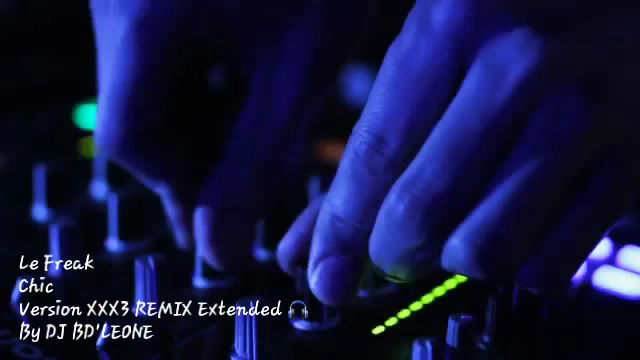 Le Freak
Chic
Version XXX3 REMIX Extended 🎧
By DJ BD'LEONE